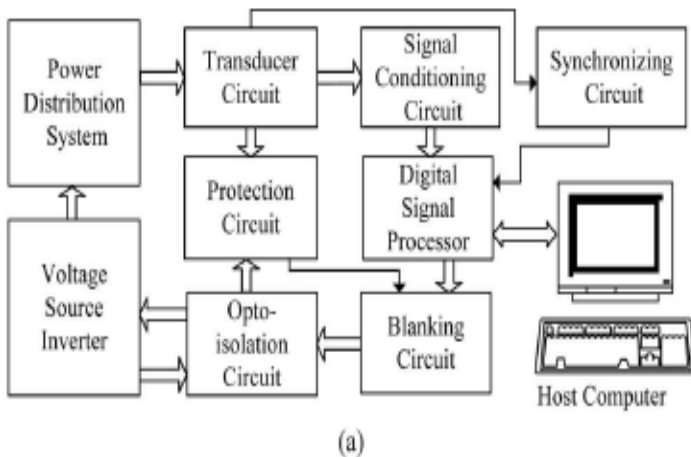 Power
Distribution
System
Transducer
Circuit
Signal
Conditioning
Circuit
Synchronizing
Circuit
Protection
Circuit
Digital
Signal
Processor
Voltage
Source
Inverter
Opto-
isolation
Circuit
Blanking
Circuit
Host Computer
(a)